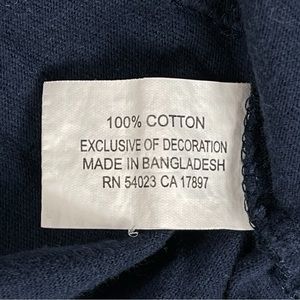 100% COTTON
EXCLUSIVE OF DECORATION
MADE IN BANGLADESH
RN 54023 CA 17897